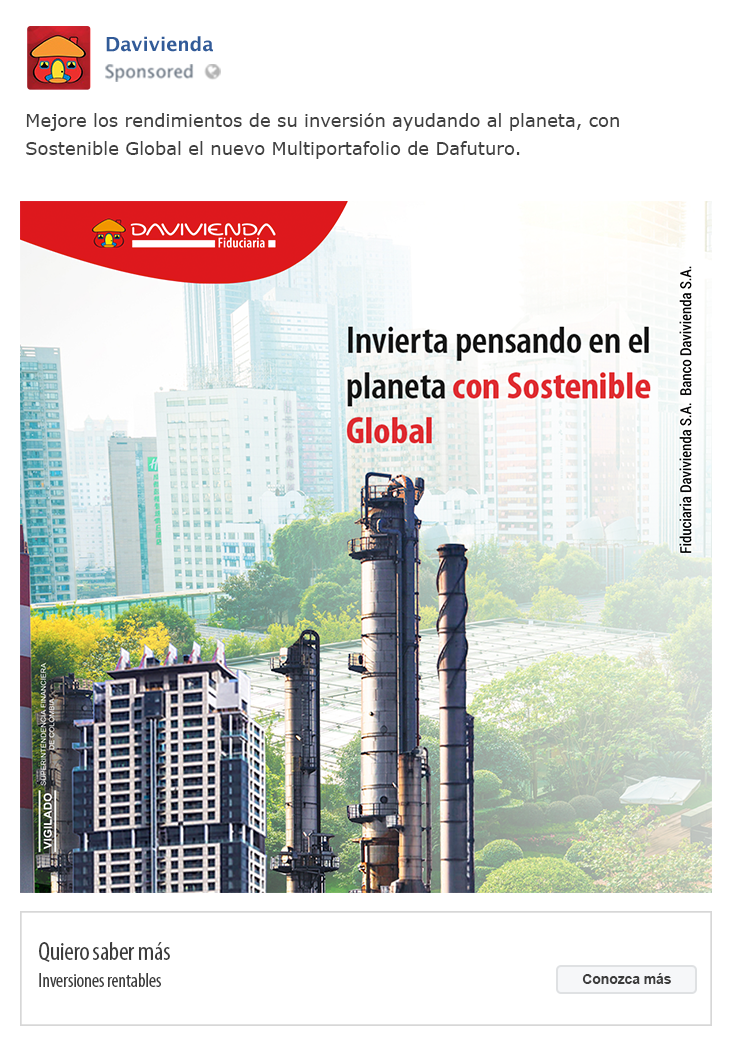 Davivienda
Sponsored
Mejore los rendimientos de su inversión ayudando al planeta, con
Sostenible Global el nuevo Multiportafolio de Dafuturo.
DAVIVIENDA
Fiduciaria
Invierta pensando en el
planeta con Sostenible
Global
Fiduciaria Davivienda S.A. Banco Davivienda S.A.
VIGILADO
SUPERINTENDENCIA FINANCIERA
DE COLOMBIA
Quiero saber más
Inversiones rentables
Conozca más